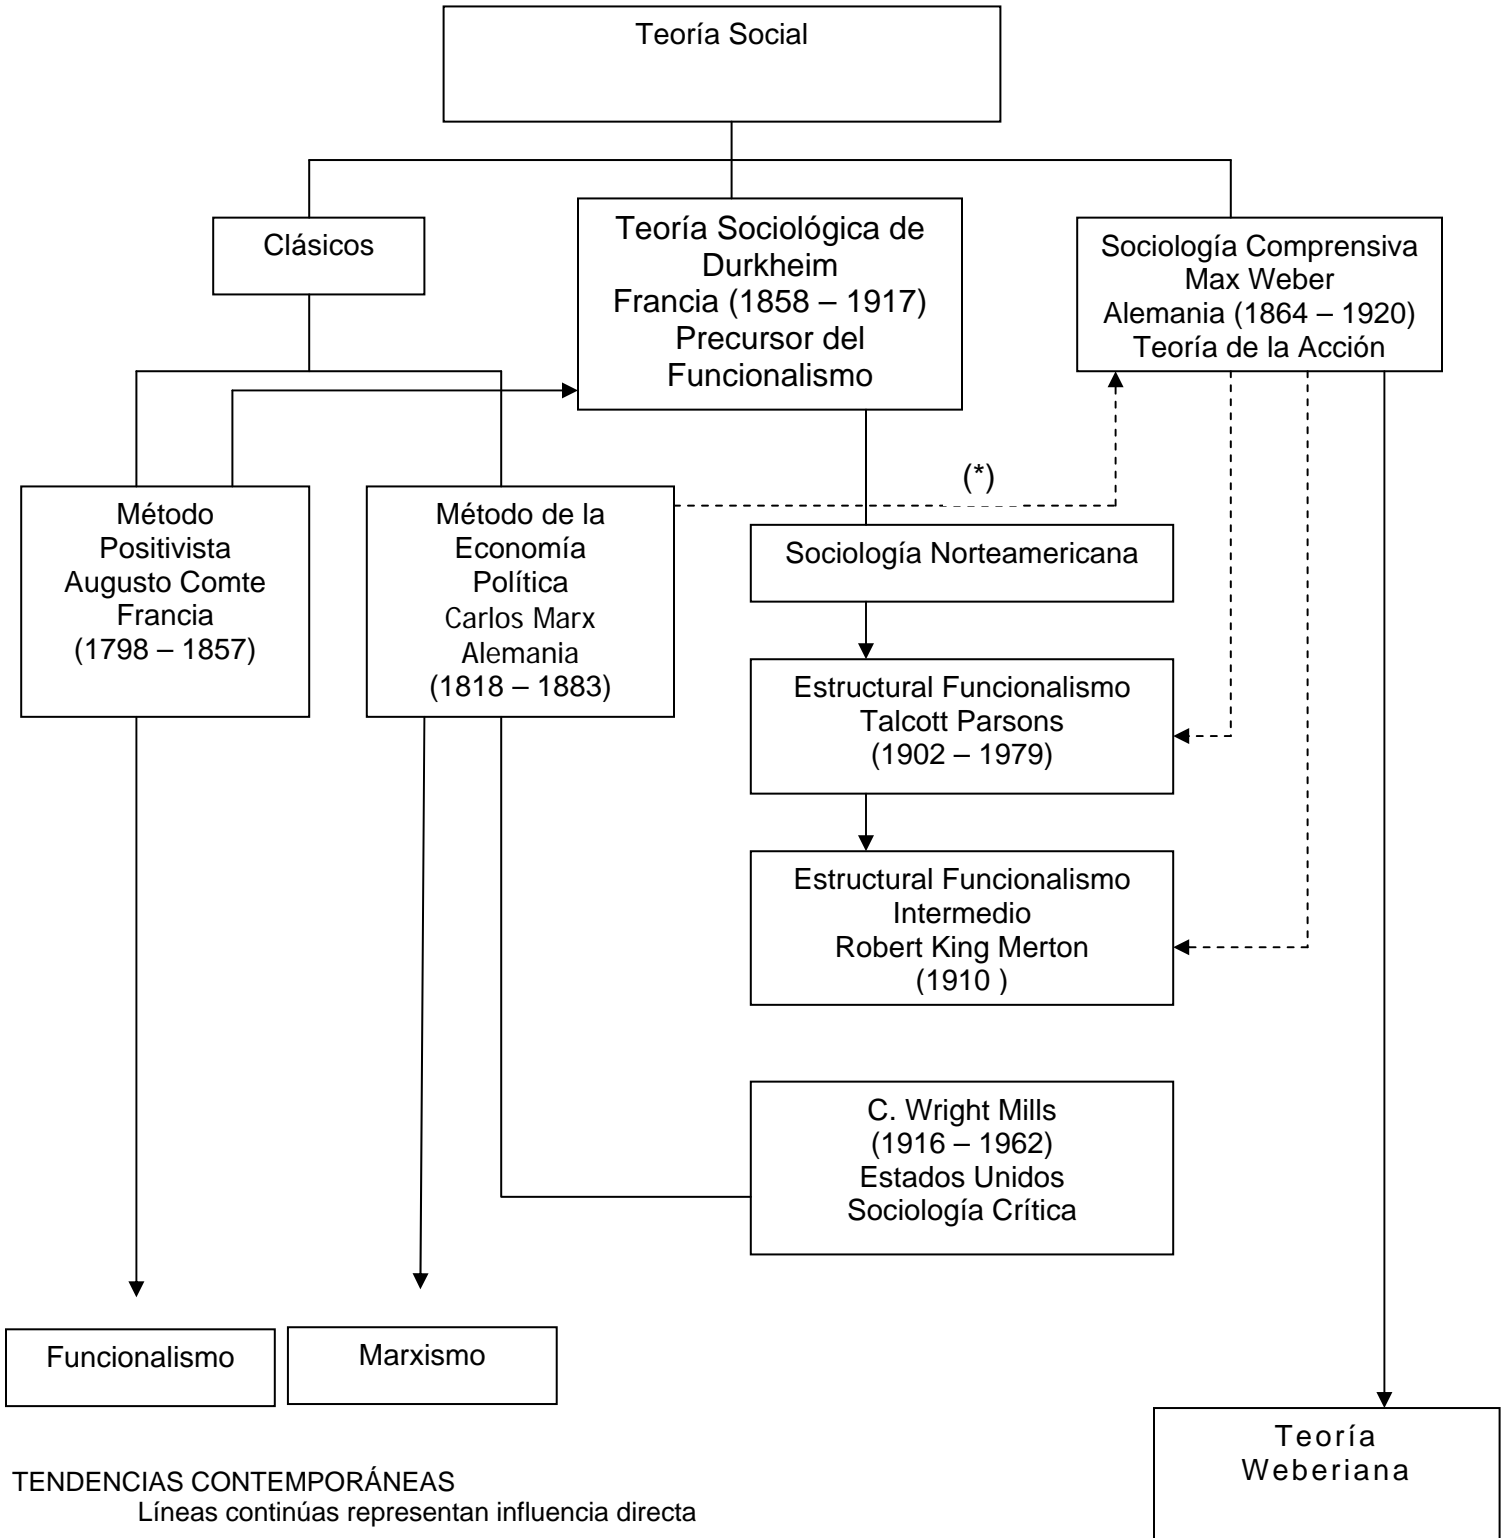 Teoría Social
Clásicos
Teoría Sociológica de
Durkheim
Francia (1858 – 1917)
Precursor del
Funcionalismo
Sociología Comprensiva
Max Weber
Alemania (1864 – 1920)
Teoría de la Acción
(*)
Método
Positivista
Augusto Comte
Francia
(1798 – 1857)
Método de la
Economía
Política
Carlos Marx
Alemania
(1818 – 1883)
Sociología Norteamericana
Estructural Funcionalismo
Talcott Parsons
(1902 – 1979)
Estructural Funcionalismo
Intermedio
Robert King Merton
(1910 )
C. Wright Mills
(1916 – 1962)
Estados Unidos
Sociología Crítica
Funcionalismo
Marxismo
Teoría
Weberiana
TENDENCIAS CONTEMPORÁNEAS
Líneas continúas representan influencia directa